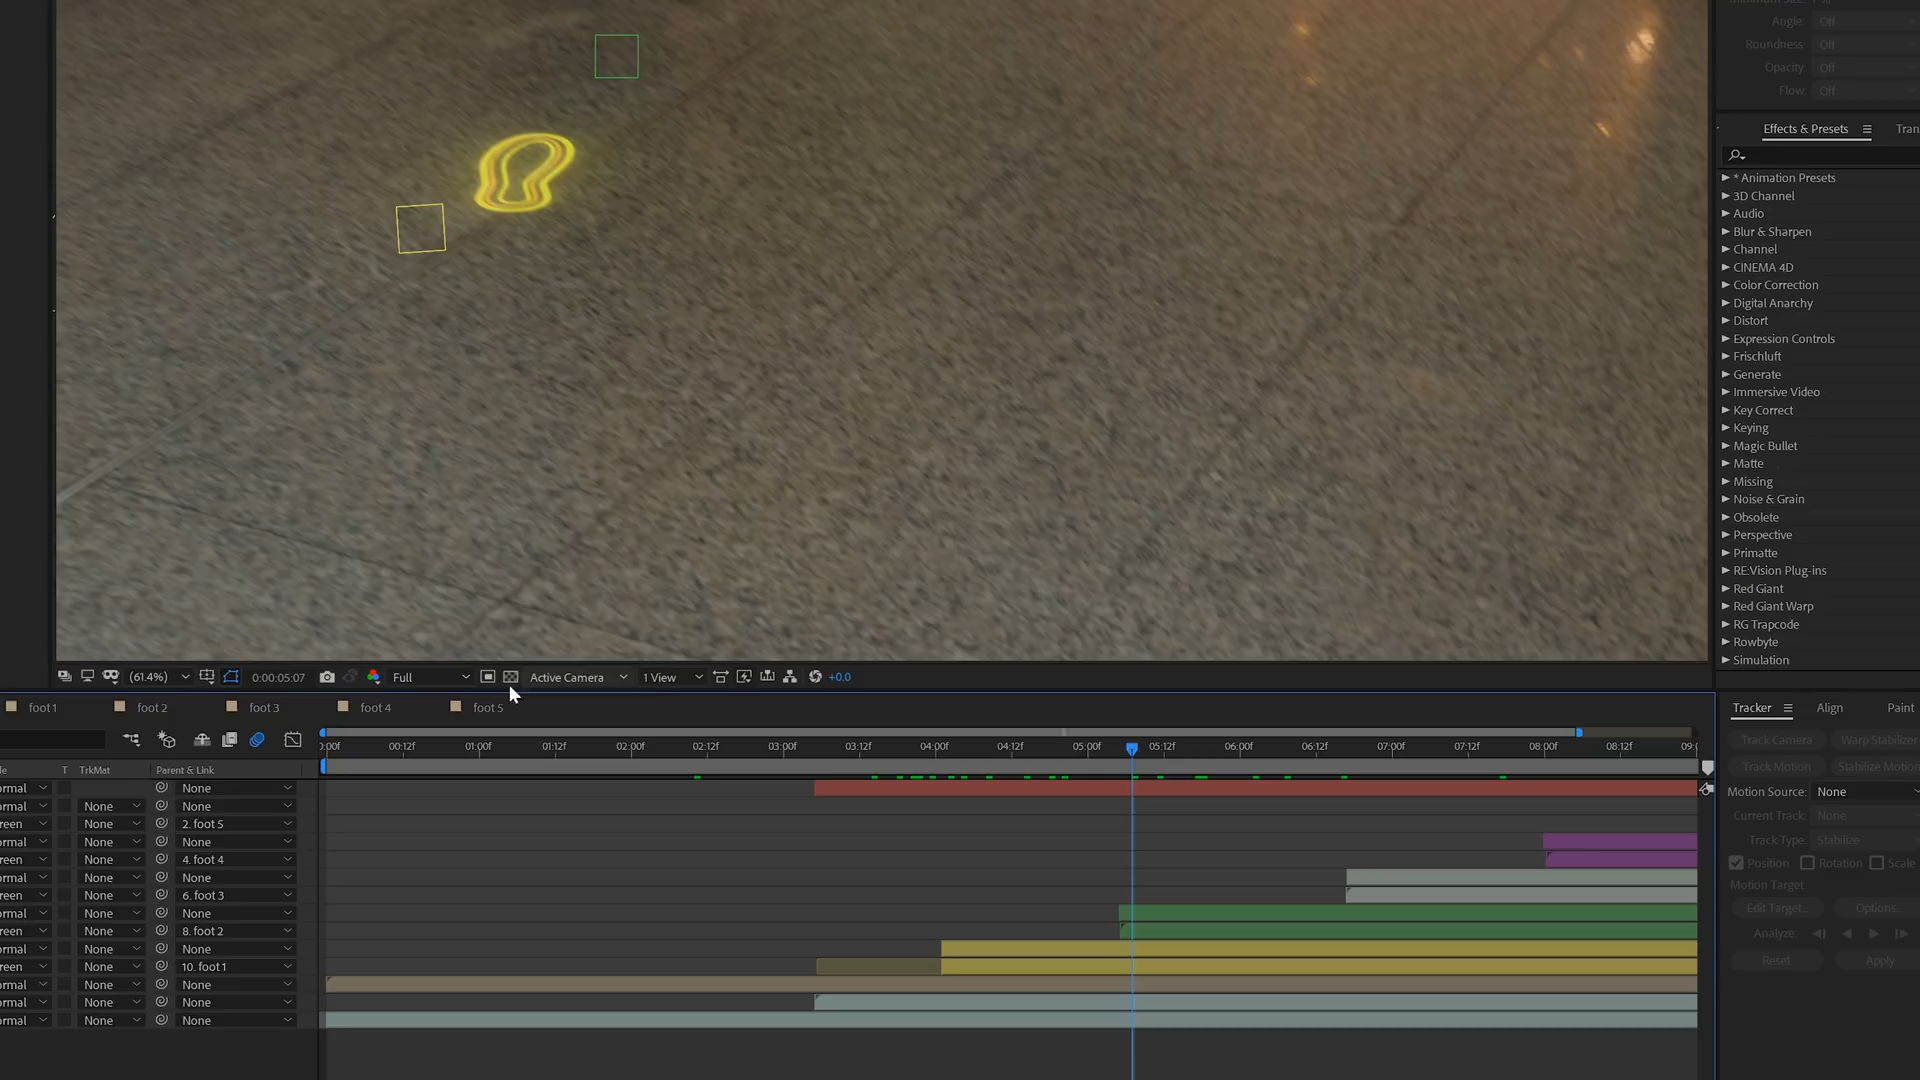 Angle: Off
Roundness: Off
Opacity: Off
Flow: Off
Effects & Presets
* Animation Presets
3D Channel
Audio
Blur & Sharpen
Channel
CINEMA 4D
Color Correction
Digital Anarchy
Distort
Expression Controls
Frischluft
Generate
Immersive Video
Key Correct
Keying
Magic Bullet
Matte
Missing
Noise & Grain
Obsolete
Perspective
Primatte
RE:Vision Plug-ins
Red Giant
Red Giant Warp
RG Trapcode
Rowbyte
Simulation
(61.4%) 0:00:05:07 Full Active Camera 1 View +0.0
foot 1 foot 2 foot 3 foot 4 foot 5
Tracker Align Paint
:00f 00:12f 01:00f 01:12f 02:00f 02:12f 03:00f 03:12f 04:00f 04:12f 05:00f 05:12f 06:00f 06:12f 07:00f 07:12f 08:00f 08:12f 09:
Track Camera Warp Stabilizer
Track Motion Stabilize Motion
T TrkMat Parent & Link
None
None None
None 2. foot 5
None None
None 4. foot 4
None None
None 6. foot 3
None None
None 8. foot 2
None None
None 10. foot 1
None None
None None
None None
Motion Source: None
Current Track: None
Track Type: Stabilize
Position Rotation Scale
Motion Target:
Edit Target... Options...
Analyze:
Reset Apply